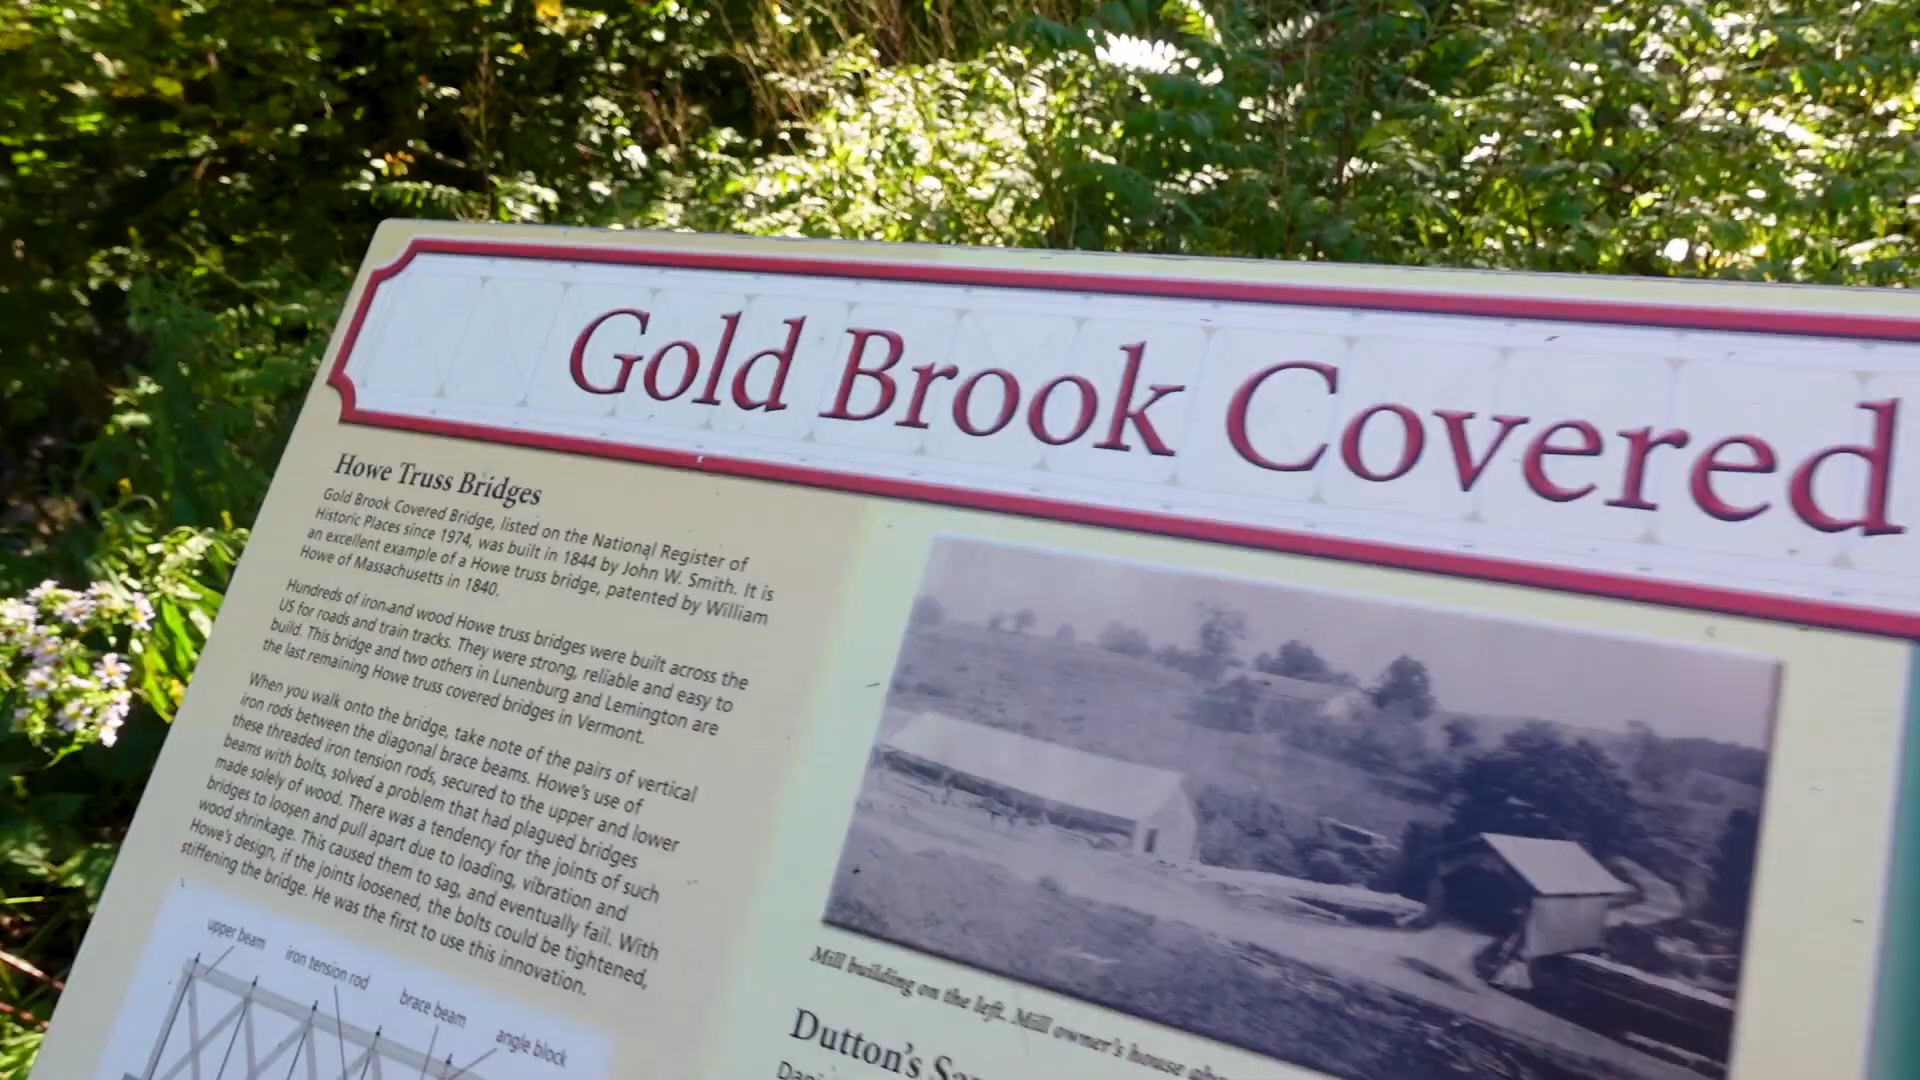 Gold Brook Covered
Howe Truss Bridges
Gold Brook Covered Bridge, listed on the National Register of
Historic Places since 1974, was built in 1844 by John W. Smith. It is
an excellent example of a Howe truss bridge, patented by William
Howe of Massachusetts in 1840.
Hundreds of iron-and wood Howe truss bridges were built across the
US for roads and train tracks. They were strong, reliable and easy to
build. This bridge and two others in Lunenburg and Lemington are
the last remaining Howe truss covered bridges in Vermont.
When you walk onto the bridge, take note of the pairs of vertical
iron rods between the diagonal brace beams. Howe's use of
these threaded iron tension rods, secured to the upper and lower
beams with bolts, solved a problem that had plagued bridges
made solely of wood. There was a tendency for the joints of such
bridges to loosen and pull apart due to loading, vibration and
wood shrinkage. This caused them to sag, and eventually fail. With
Howe's design, if the joints loosened, the bolts could be tightened,
stiffening the bridge. He was the first to use this innovation.
upper beam
iron tension rod
brace beam
angle block
Mill building on the left. Mill owner's house
Dutton's